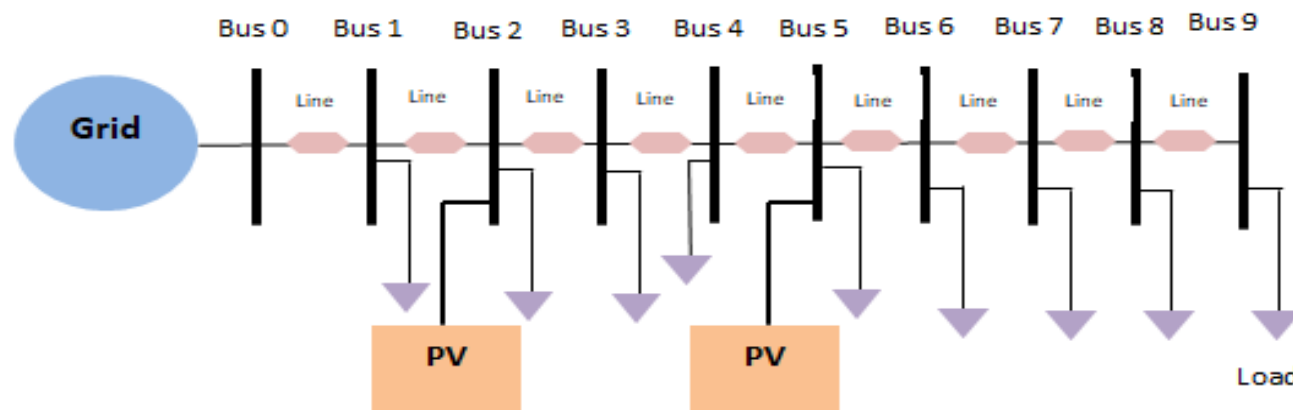 Bus 0 Bus 1 Bus 2 Bus 3 Bus 4 Bus 5 Bus 6 Bus 7 Bus 8 Bus 9
Line Line Line Line Line Line Line Line Line
Grid
PV PV
Load